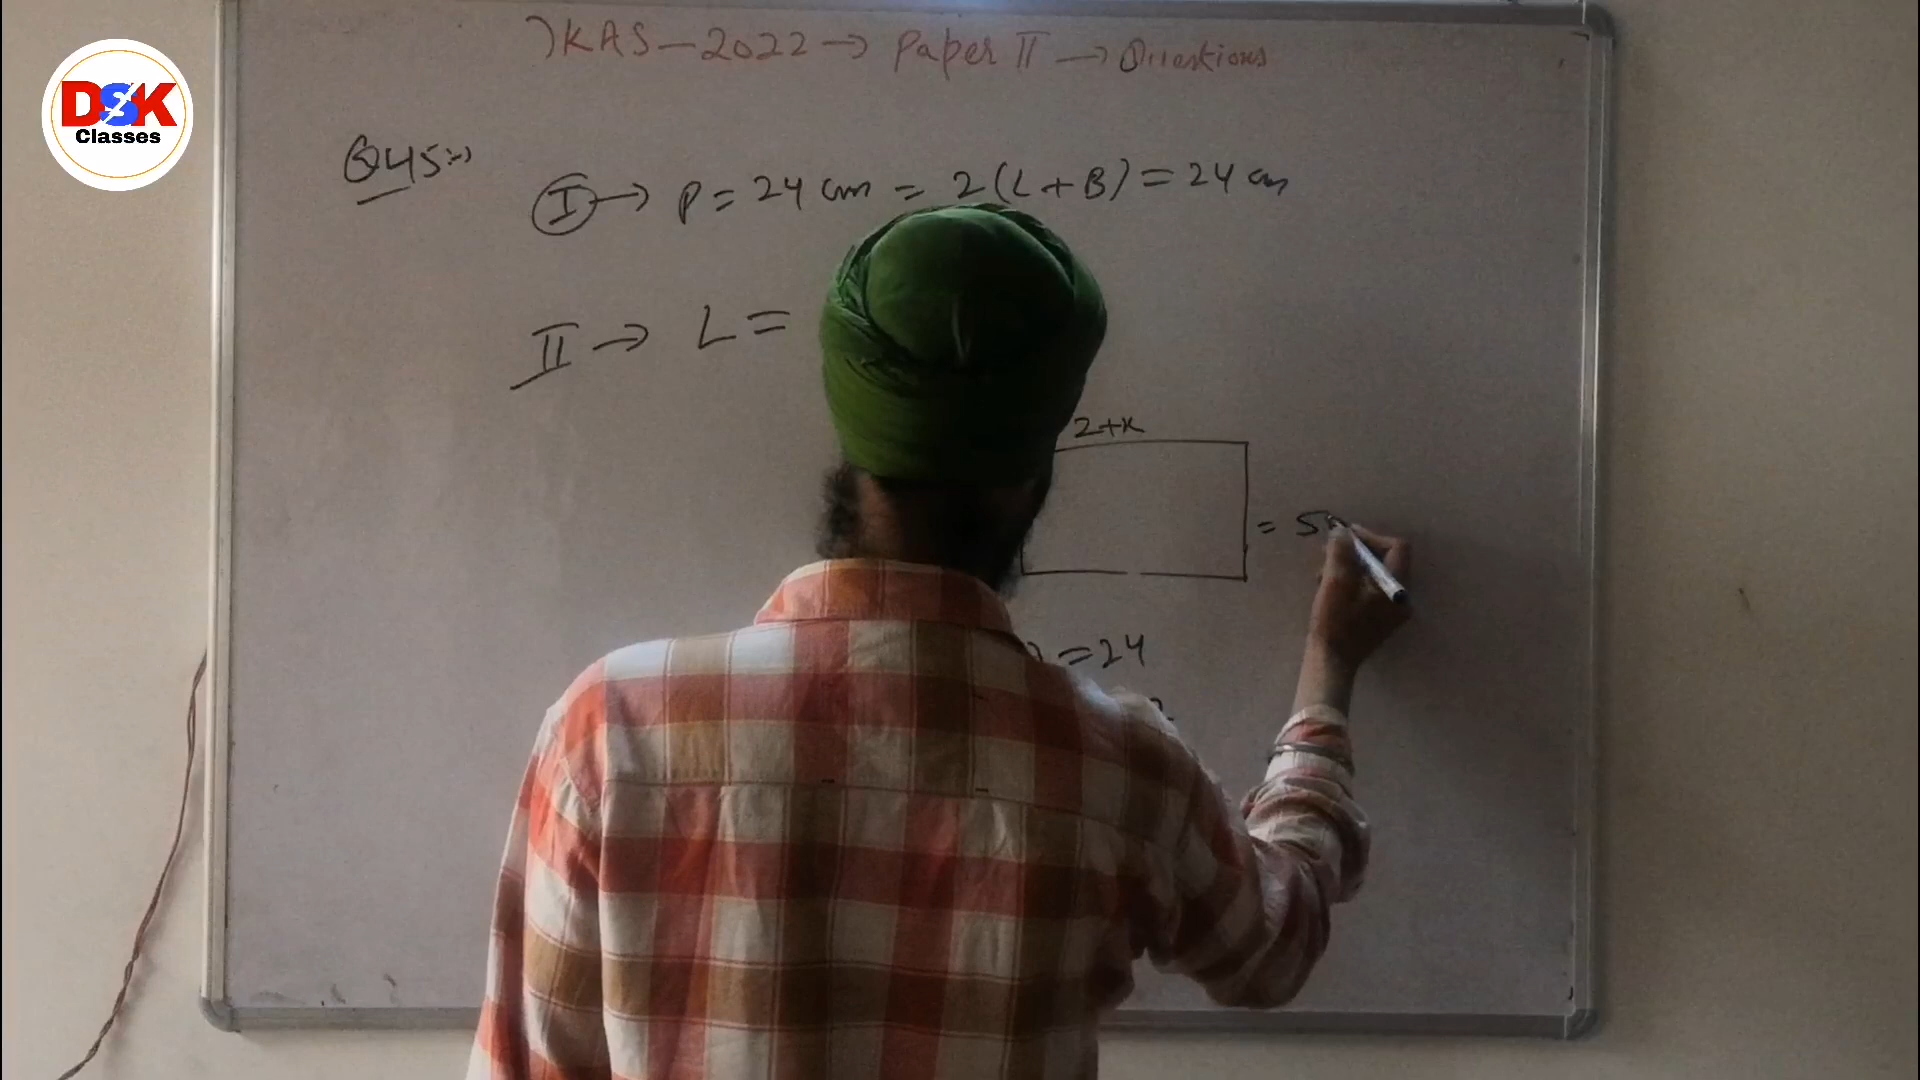 DSK
Classes
JKAS-2022→ Paper II → Questions
Q45:→
I → P = 24 cm = 2(L+B) = 24 cm
II → L =
2+x
= 5
) = 24